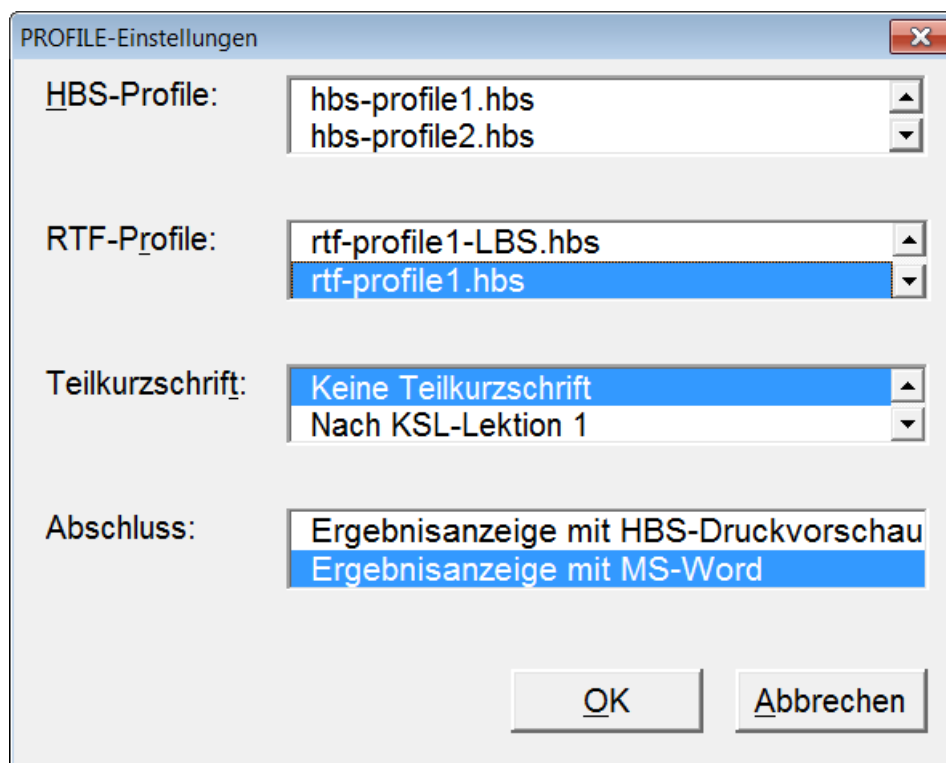 PROFILE-Einstellungen
HBS-Profile:
hbs-profile1.hbs
hbs-profile2.hbs
RTF-Profile:
rtf-profile1-LBS.hbs
rtf-profile1.hbs
Teilkurzschrift:
Keine Teilkurzschrift
Nach KSL-Lektion 1
Abschluss:
Ergebnisanzeige mit HBS-Druckvorschau
Ergebnisanzeige mit MS-Word
OK
Abbrechen